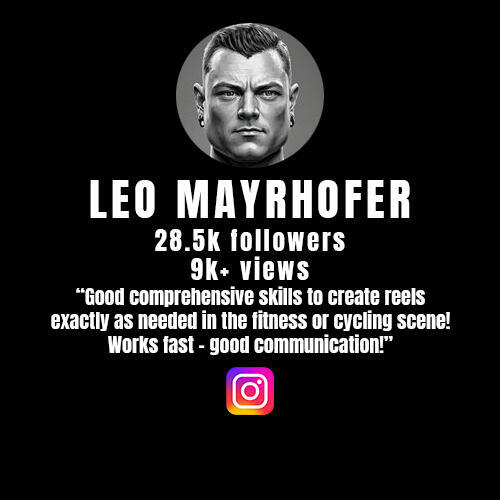 LEO MAYRHOFER
28.5k followers
9k+ views
“Good comprehensive skills to create reels
exactly as needed in the fitness or cycling scene!
Works fast - good communication!”